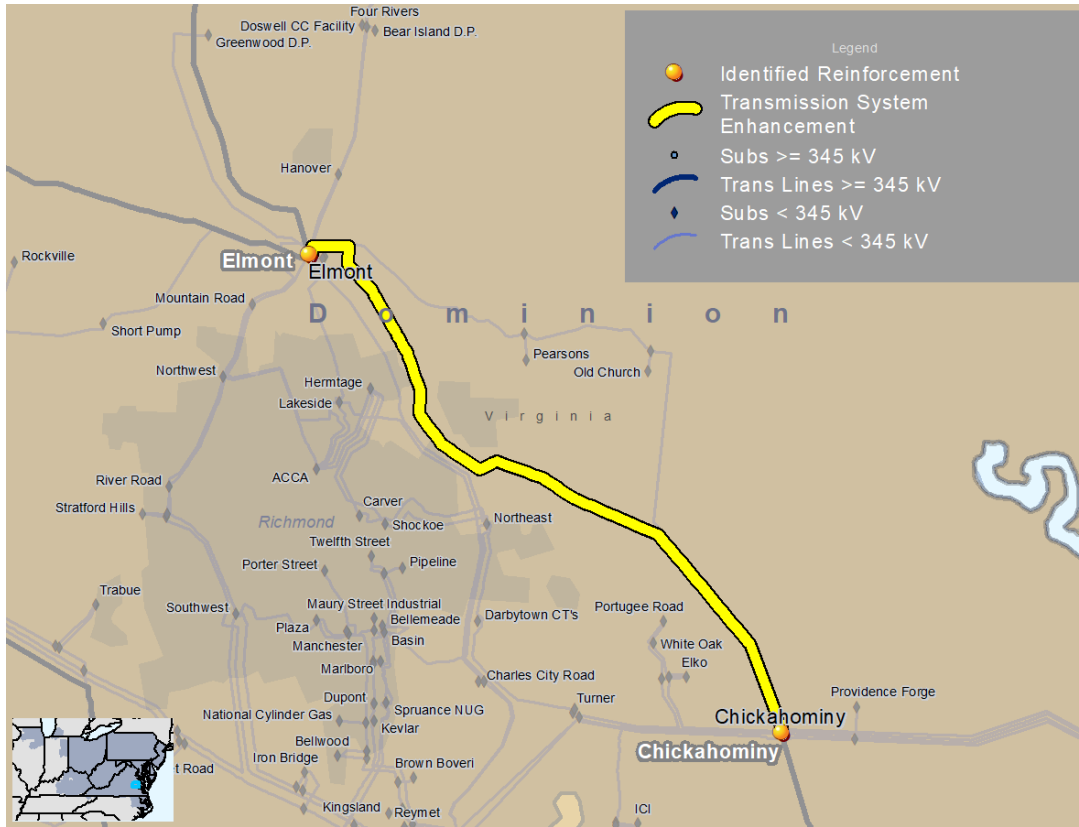 Four Rivers
Doswell CC Facility
Bear Island D.P.
Greenwood D.P.
Legend
Identified Reinforcement
Transmission System
Enhancement
Subs >= 345 kV
Trans Lines >= 345 kV
Subs < 345 kV
Trans Lines < 345 kV
Hanover
Rockville
Elmont
Elmont
Mountain Road
Dominion
Short Pump
Pearsons
Old Church
Northwest
Hermtage
Lakeside
Virginia
ACCA
River Road
Stratford Hills
Carver
Richmond
Shockoe
Northeast
Twelfth Street
Porter Street
Pipeline
Trabue
Southwest
Maury Street Industrial
Bellemeade
Plaza
Basin
Manchester
Darbytown CT's
Portugee Road
White Oak
Elko
Marlboro
Charles City Road
Dupont
Spruance NUG
Turner
Providence Forge
National Cylinder Gas
Kevlar
Chickahominy
Chickahominy
Bellwood
Iron Bridge
Brown Boveri
t Road
Kingsland
Reymet
ICI